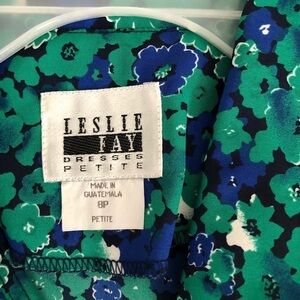 LESLIE
FAY
DRESSES
PETITE
MADE IN
GUATEMALA
8P
PETITE